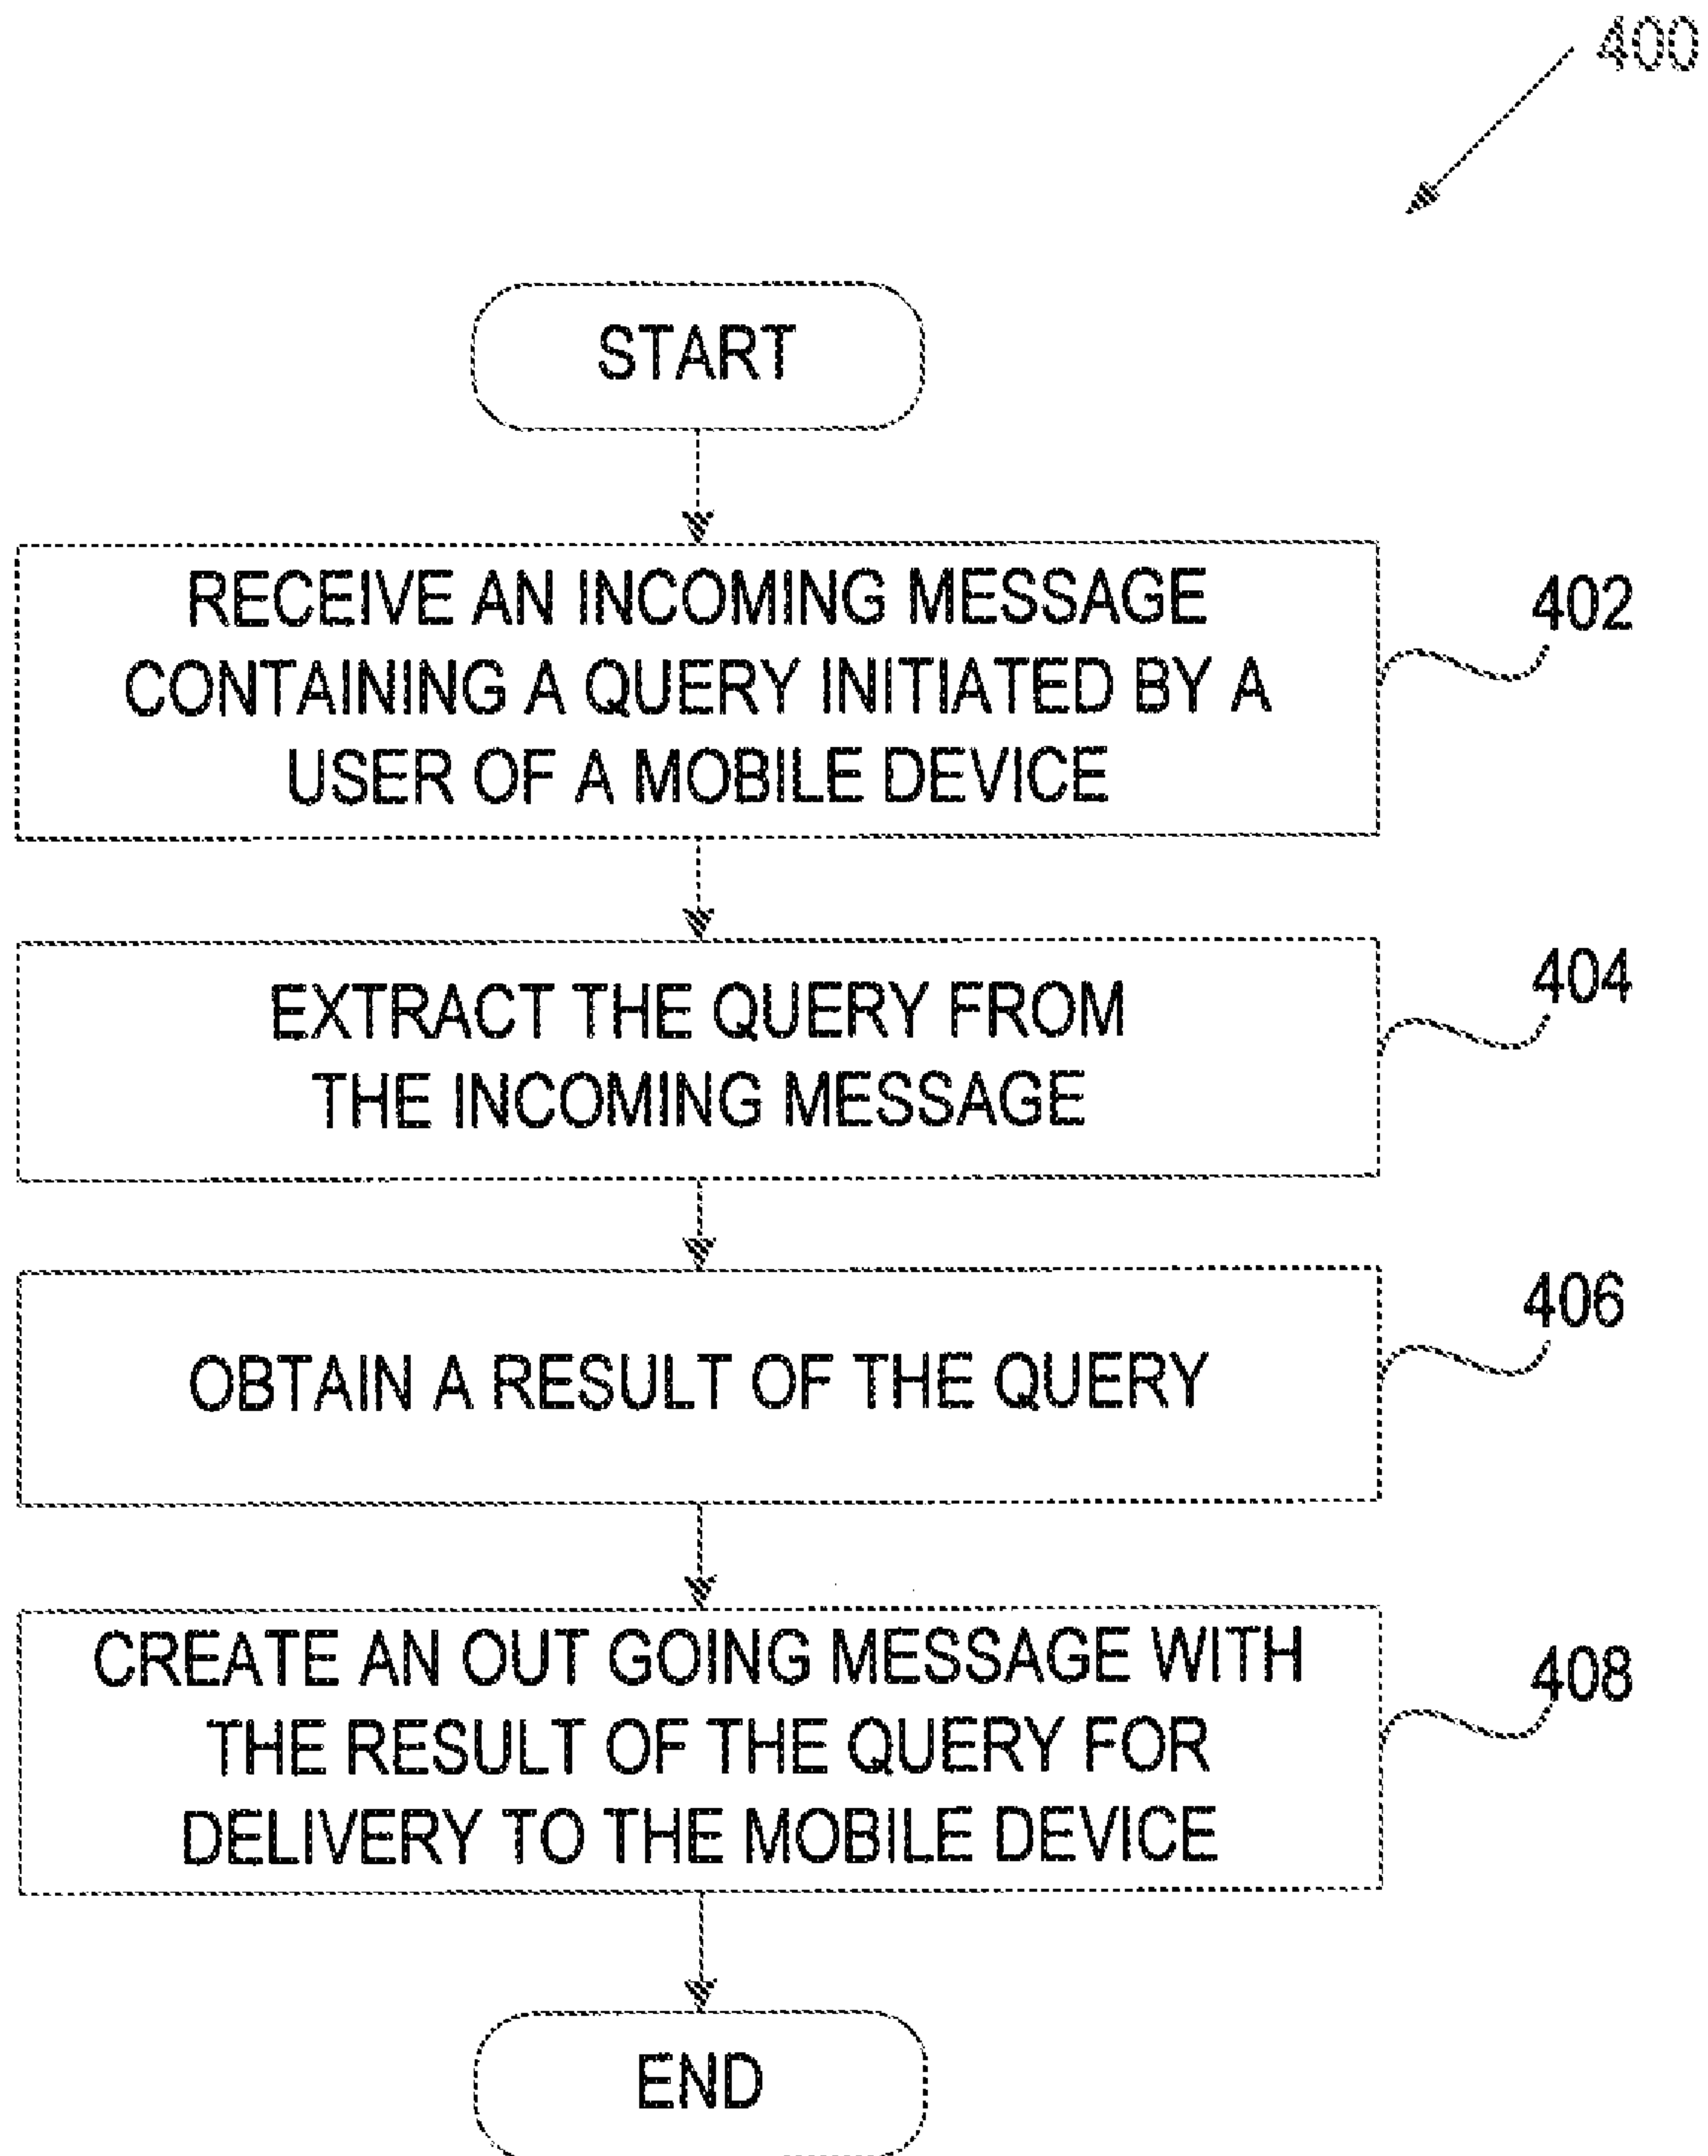 400
START
RECEIVE AN INCOMING MESSAGE
CONTAINING A QUERY INITIATED BY A
USER OF A MOBILE DEVICE
402
EXTRACT THE QUERY FROM
THE INCOMING MESSAGE
404
OBTAIN A RESULT OF THE QUERY
406
CREATE AN OUT GOING MESSAGE WITH
THE RESULT OF THE QUERY FOR
DELIVERY TO THE MOBILE DEVICE
408
END